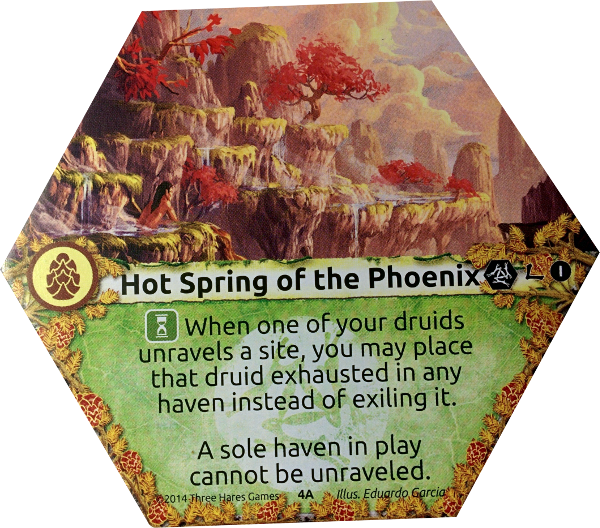 Hot Spring of the Phoenix 1
When one of your druids
unravels a site, you may place
that druid exhausted in any
haven instead of exiling it.
A sole haven in play
cannot be unraveled.
©2014 Three Hares Games 4A Illus. Eduardo Garcia